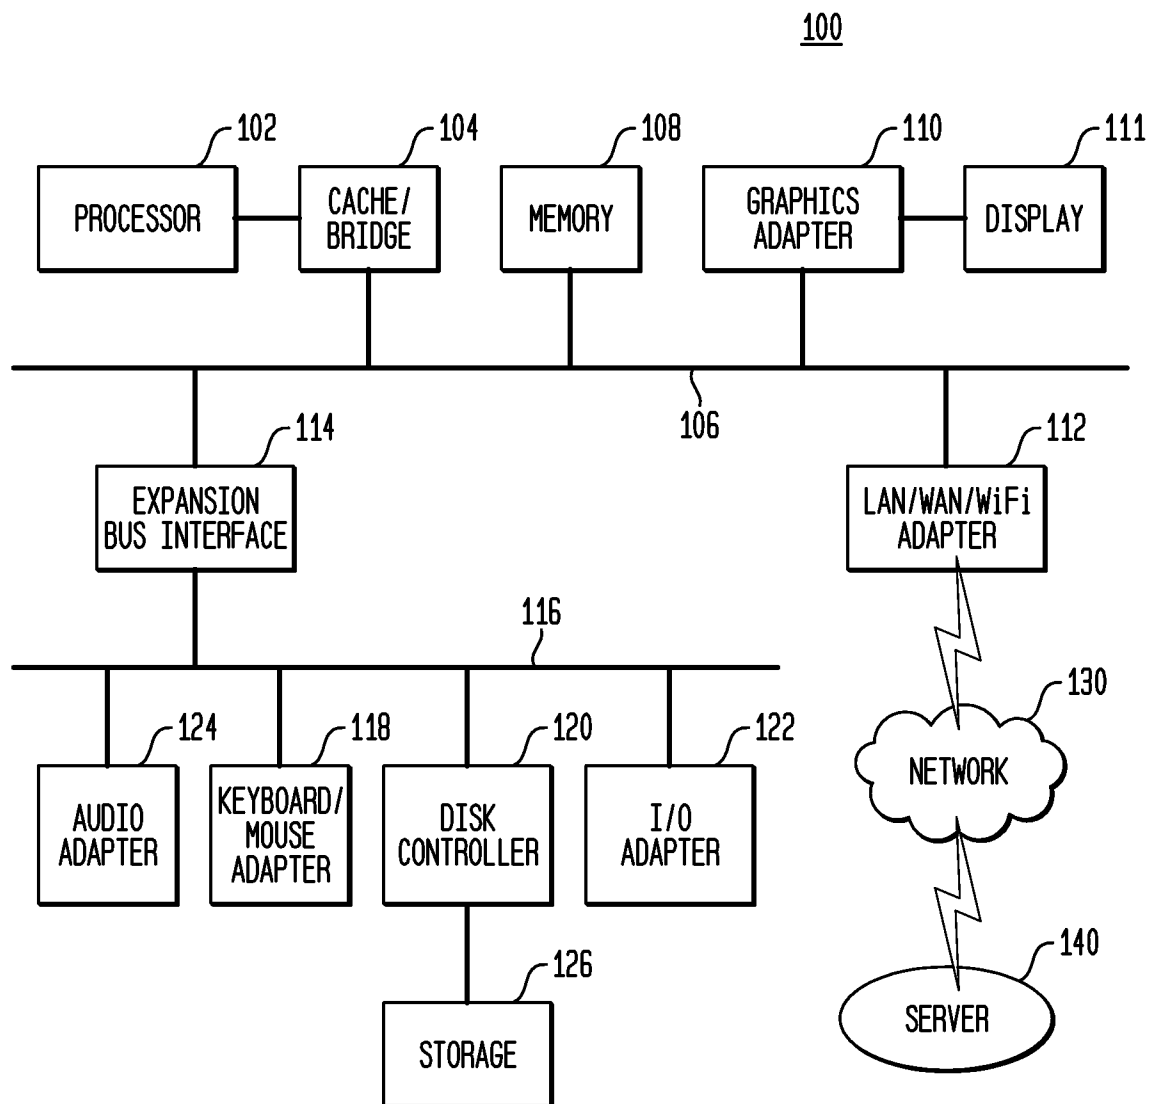 100
102
104
108
110
111
PROCESSOR
CACHE/
BRIDGE
MEMORY
GRAPHICS
ADAPTER
DISPLAY
106
114
112
EXPANSION
BUS INTERFACE
LAN/WAN/WiFi
ADAPTER
116
130
124
118
120
122
AUDIO
ADAPTER
KEYBOARD/
MOUSE
ADAPTER
DISK
CONTROLLER
I/O
ADAPTER
NETWORK
126
140
STORAGE
SERVER